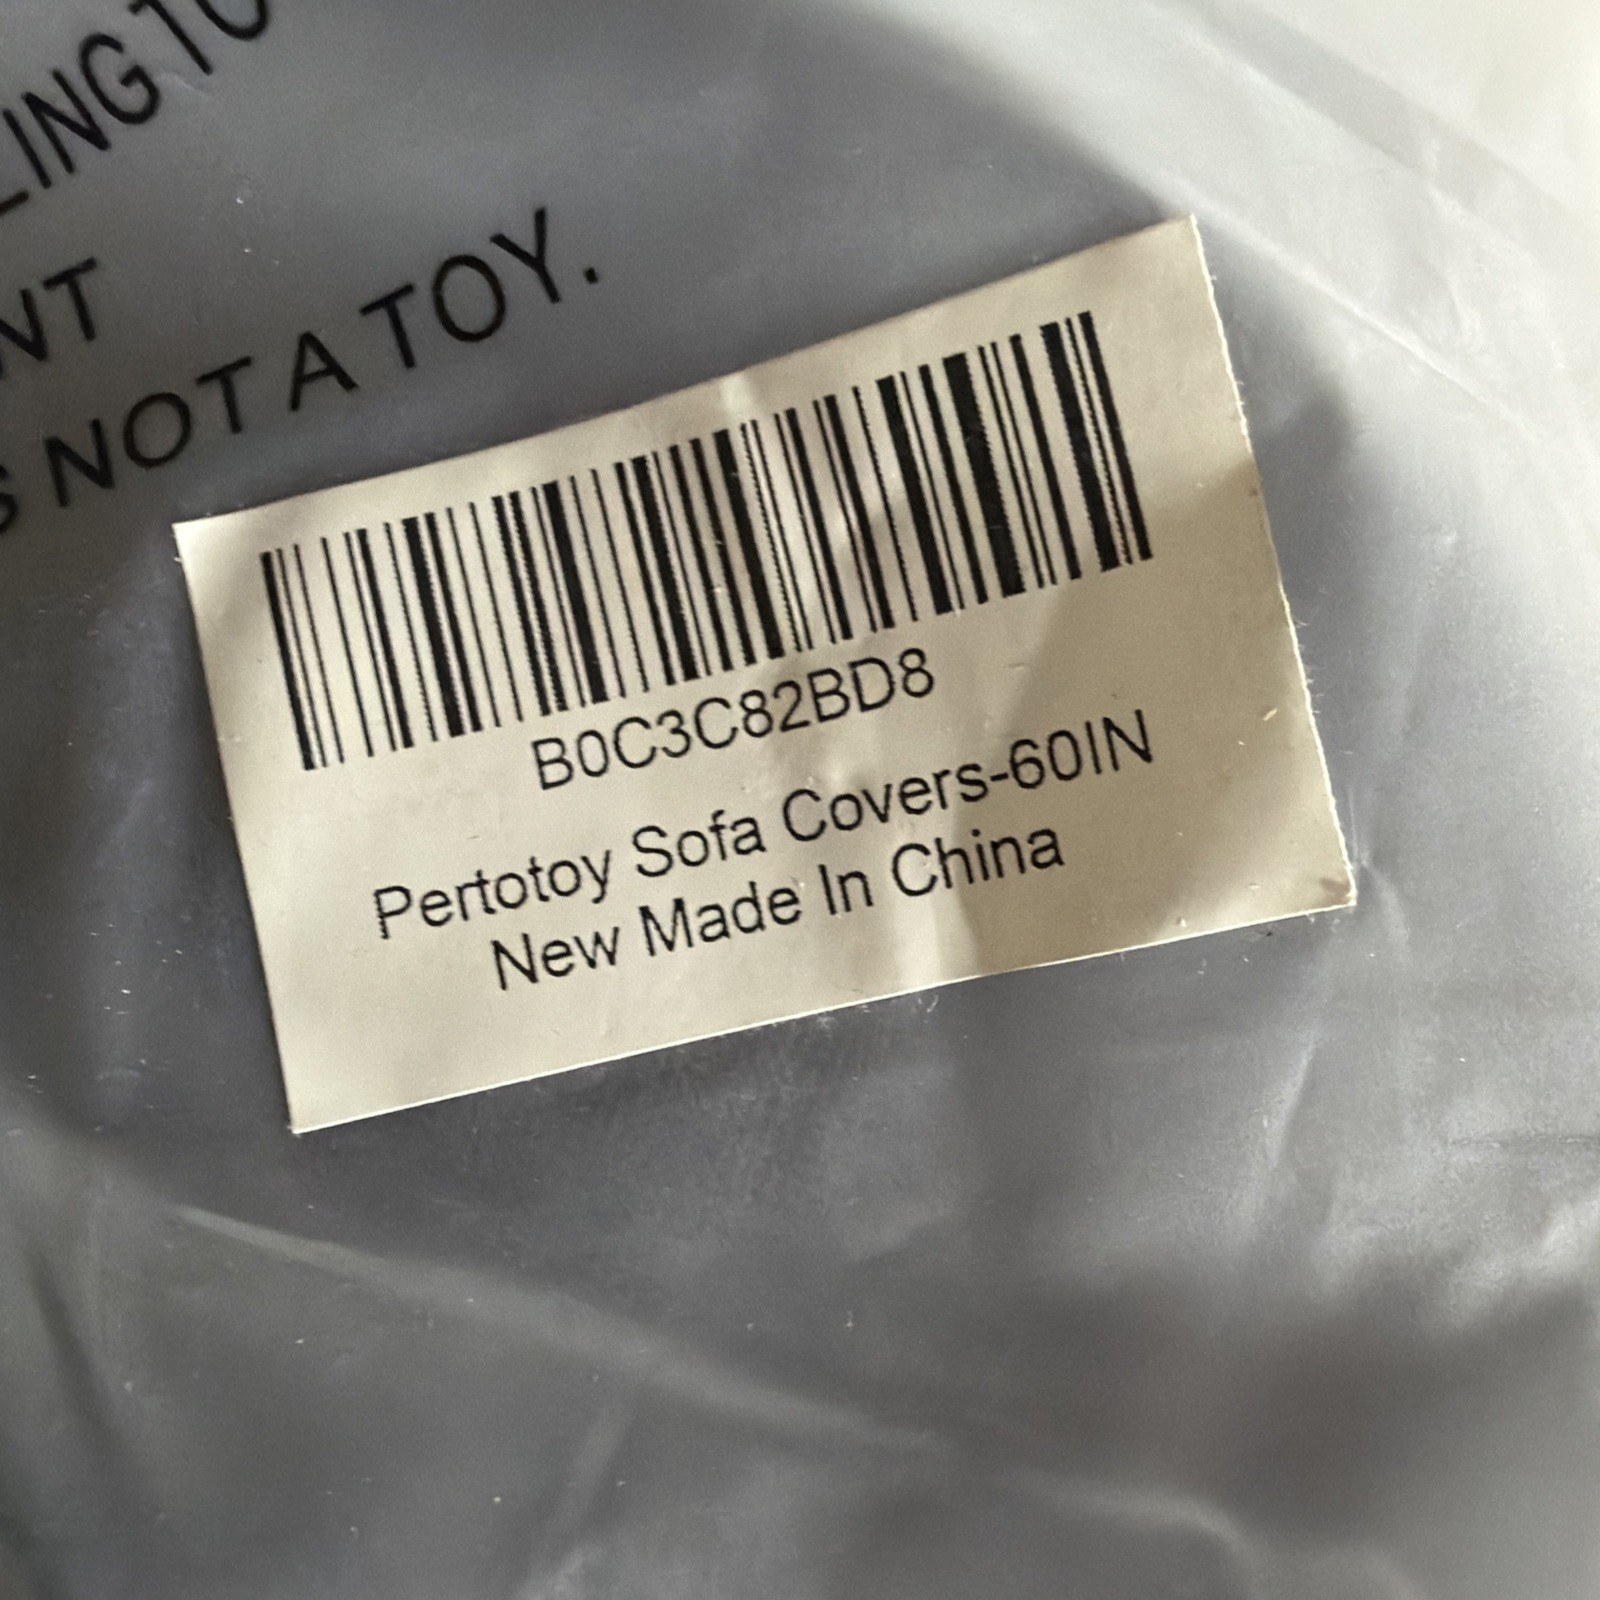 LING TO
NT
S NOT A TOY.
B0C3C82BD8
Pertotoy Sofa Covers-60IN
New Made In China